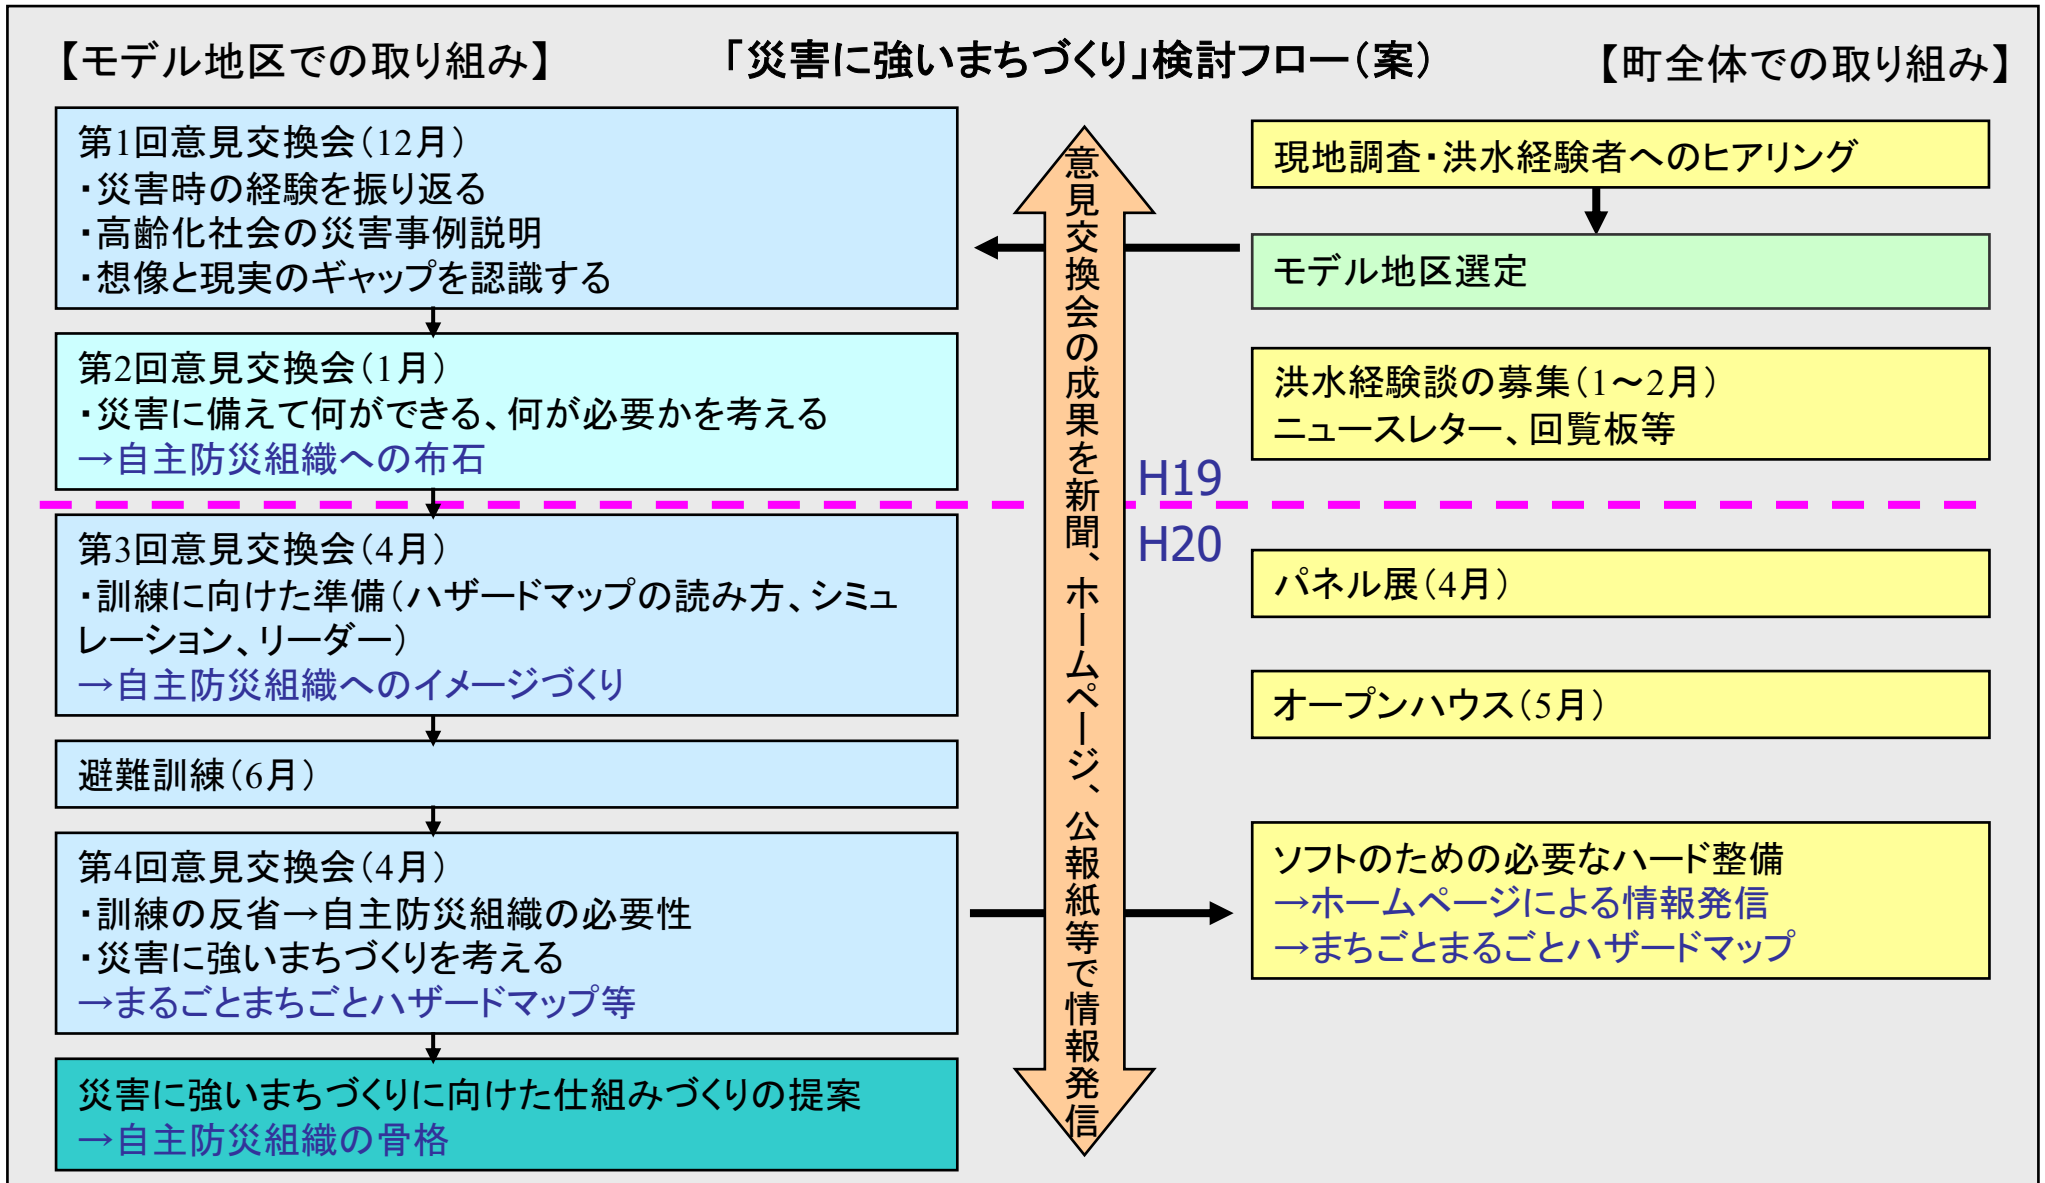 【モデル地区での取り組み】
「災害に強いまちづくり」検討フロー(案)
【町全体での取り組み】
第1回意見交換会(12月)
・災害時の経験を振り返る
・高齢化社会の災害事例説明
・想像と現実のギャップを認識する
第2回意見交換会(1月)
・災害に備えて何ができる、何が必要かを考える
→自主防災組織への布石
第3回意見交換会(4月)
・訓練に向けた準備(ハザードマップの読み方、シミュ
レーション、リーダー)
→自主防災組織へのイメージづくり
避難訓練(6月)
第4回意見交換会(4月)
・訓練の反省→自主防災組織の必要性
・災害に強いまちづくりを考える
→まるごとまちごとハザードマップ等
災害に強いまちづくりに向けた仕組みづくりの提案
→自主防災組織の骨格
意見交換会の成果を新聞、ホームページ、公報紙等で情報発信
H19
H20
現地調査・洪水経験者へのヒアリング
モデル地区選定
洪水経験談の募集(1～2月)
ニュースレター、回覧板等
パネル展(4月)
オープンハウス(5月)
ソフトのための必要なハード整備
→ホームページによる情報発信
→まちごとまるごとハザードマップ